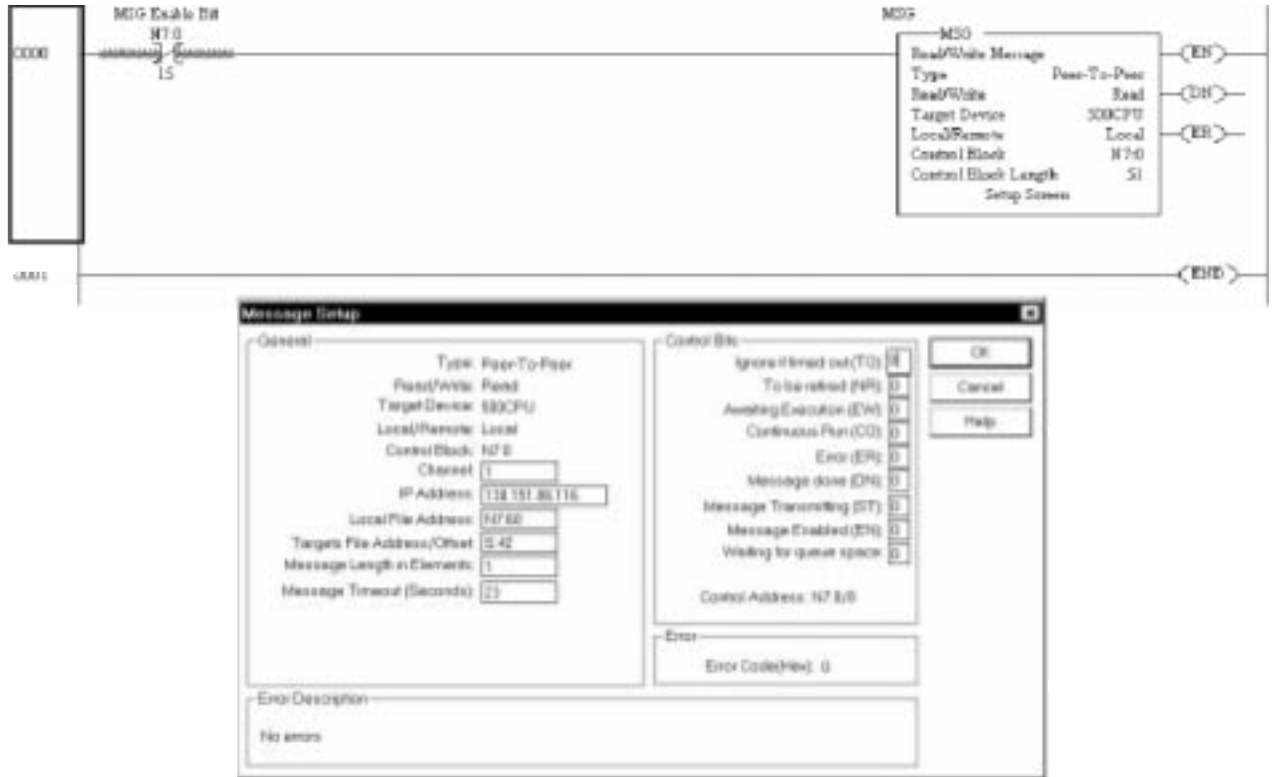 MSG Enable Bit
N7:0
0000
15
MSG
MSG
Read/Write Message
Type Peer-To-Peer
Read/Write Read
Target Device 500CPU
Local/Remote Local
Control Block N7:0
Control Block Length 51
Setup Screen
(EN)
(DN)
(ER)
0001
(END)
Message Setup
General
Type: Peer-To-Peer
Read/Write: Read
Target Device: 500CPU
Local/Remote: Local
Control Block: N7:0
Channel: 1
IP Address:
Local File Address: N7:60
Targets File Address/Offset: S:42
Message Length in Elements: 1
Message Timeout (Seconds): 23
Control Bits
Ignore if timed out (TO):
To be retried (NR): 0
Awaiting Execution (EW): 0
Continuous Run (CO): 0
Error (ER): 0
Message done (DN): 0
Message Transmitting (ST): 0
Message Enabled (EN): 0
Waiting for queue space: 0
Control Address: N7:0/8
Error
Error Code(Hex): 0
Error Description
No errors
OK
Cancel
Help